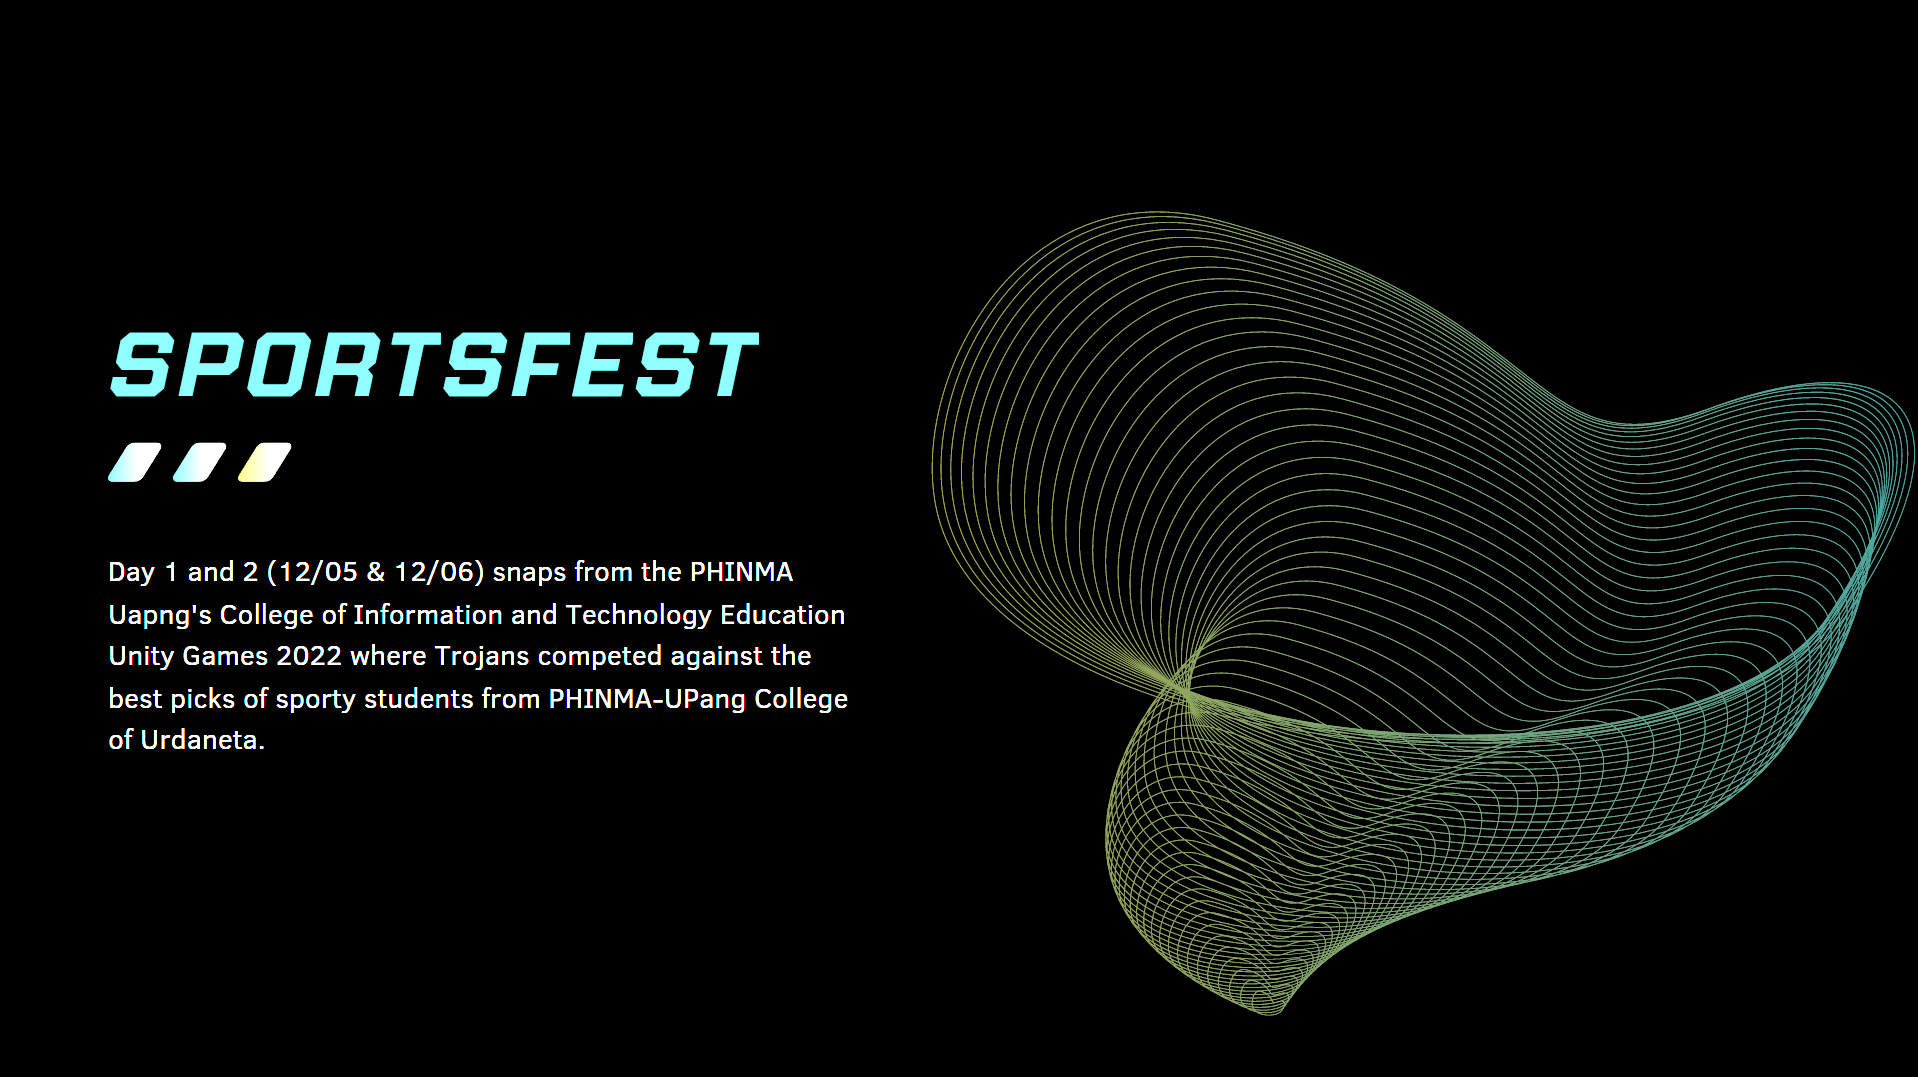 SPORTSFEST
Day 1 and 2 (12/05 & 12/06) snaps from the PHINMA
Uapng's College of Information and Technology Education
Unity Games 2022 where Trojans competed against the
best picks of sporty students from PHINMA-UPang College
of Urdaneta.